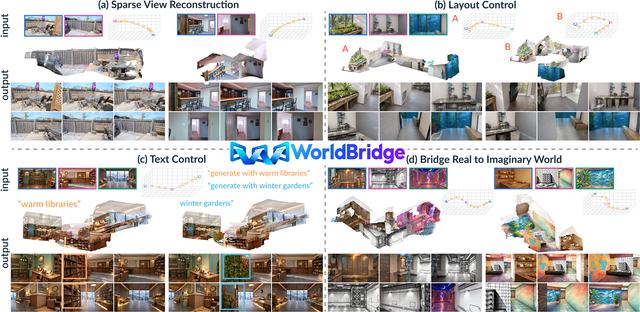 (a) Sparse View Reconstruction
(b) Layout Control
input
A
B
A
B
output
WorldBridge
(c) Text Control
(d) Bridge Real to Imaginary World
input
"generate with warm libraries"
"generate with winter gardens"
"warm libraries"
winter gardens"
output